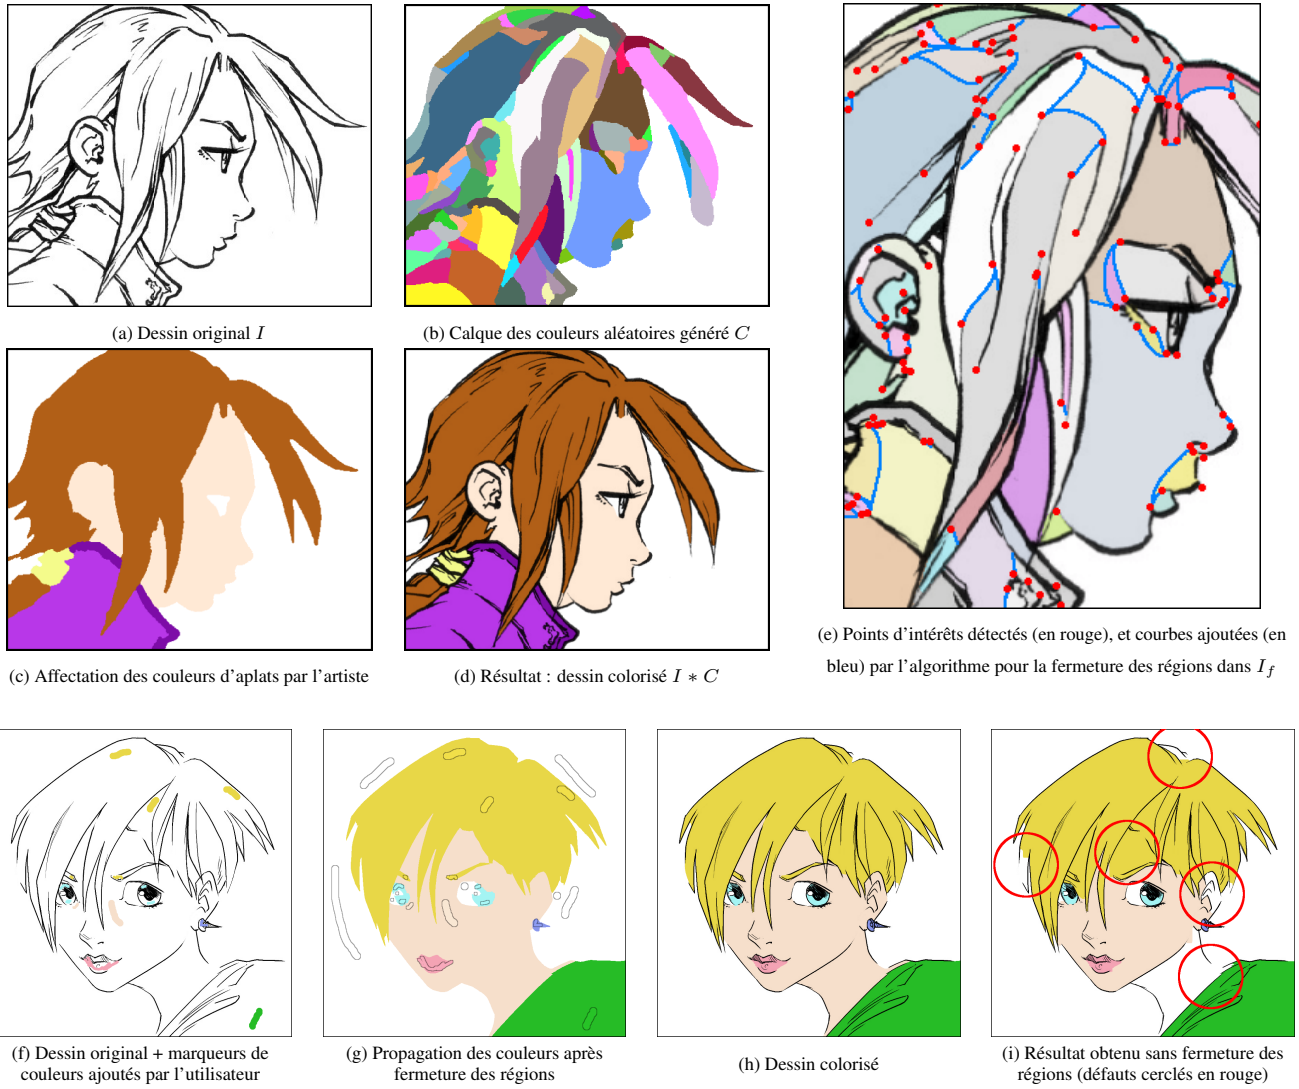 (a) Dessin original I
(b) Calque des couleurs aléatoires généré C
(c) Affectation des couleurs d'aplats par l'artiste
(d) Résultat : dessin colorisé I ∗ C
(e) Points d'intérêts détectés (en rouge), et courbes ajoutées (en
bleu) par l'algorithme pour la fermeture des régions dans I_f
(f) Dessin original + marqueurs de
couleurs ajoutés par l'utilisateur
(g) Propagation des couleurs après
fermeture des régions
(h) Dessin colorisé
(i) Résultat obtenu sans fermeture des
régions (défauts cerclés en rouge)